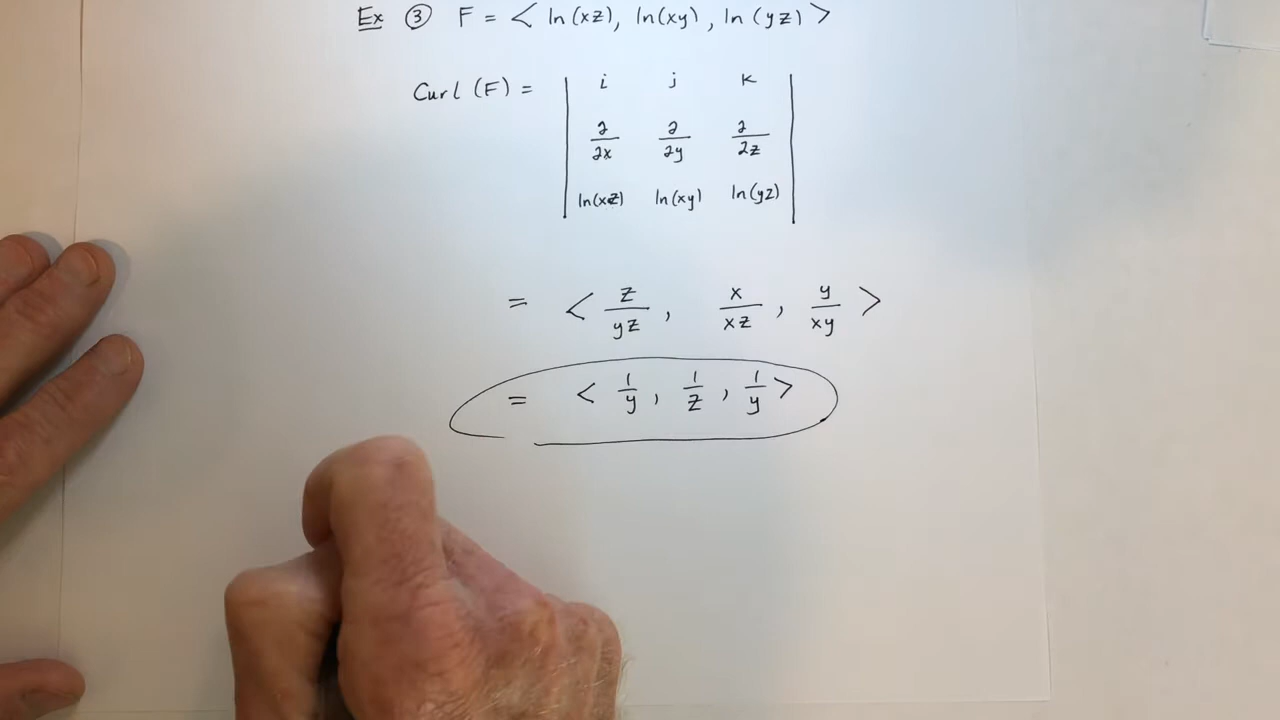 Ex ③ F = < ln(xz), ln(xy), ln(yz) >
Curl (F) = | i j k |
| ∂/∂x ∂/∂y ∂/∂z |
| ln(xz) ln(xy) ln(yz) |
= < z/yz, x/xz, y/xy >
= < 1/y, 1/z, 1/y >